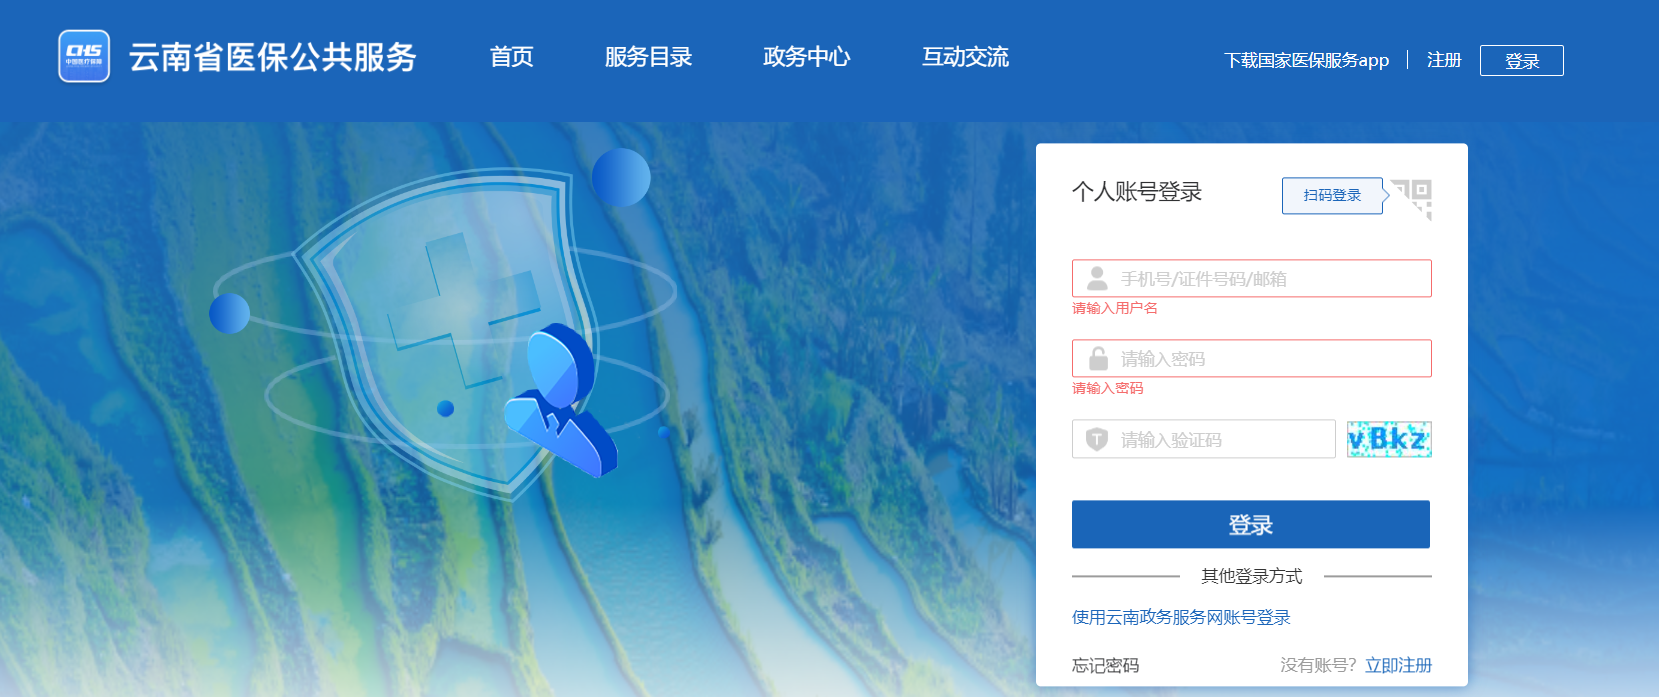 CHS
中国医疗保障
云南省医保公共服务
首页
服务目录
政务中心
互动交流
下载国家医保服务app
注册
登录
个人账号登录
扫码登录
手机号/证件号码/邮箱
请输入用户名
请输入密码
请输入密码
请输入验证码
vBkz
登录
其他登录方式
使用云南政务服务网账号登录
忘记密码
没有账号？立即注册